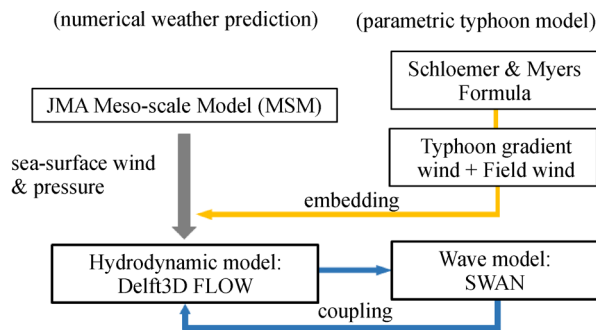 (numerical weather prediction)
(parametric typhoon model)
Schloemer & Myers
Formula
JMA Meso-scale Model (MSM)
Typhoon gradient
wind + Field wind
sea-surface wind
& pressure
embedding
Hydrodynamic model:
Delft3D FLOW
Wave model:
SWAN
coupling